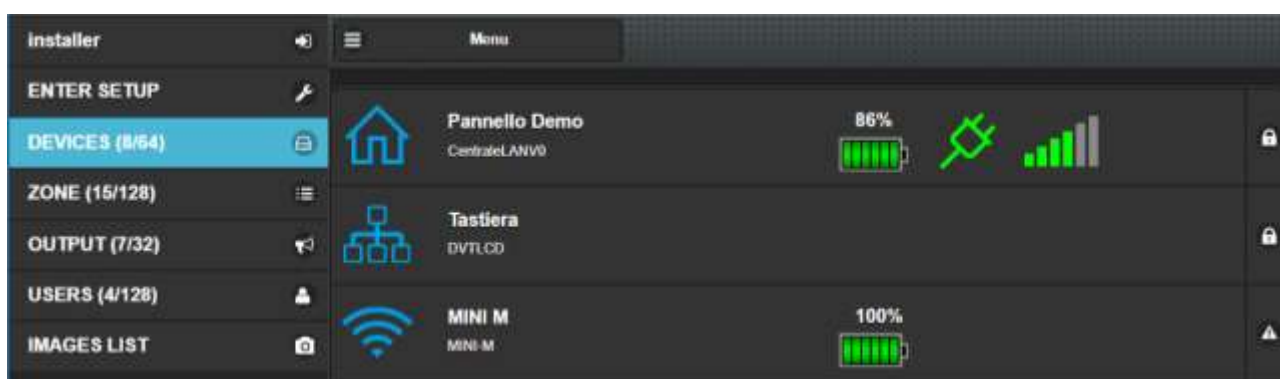 installer
Menu
ENTER SETUP
DEVICES (8/64)
ZONE (15/128)
OUTPUT (7/32)
USERS (4/128)
IMAGES LIST
Pannello Demo
CentraleLANV0
86%
Tastiera
DVTLCD
MINI M
MINI-M
100%